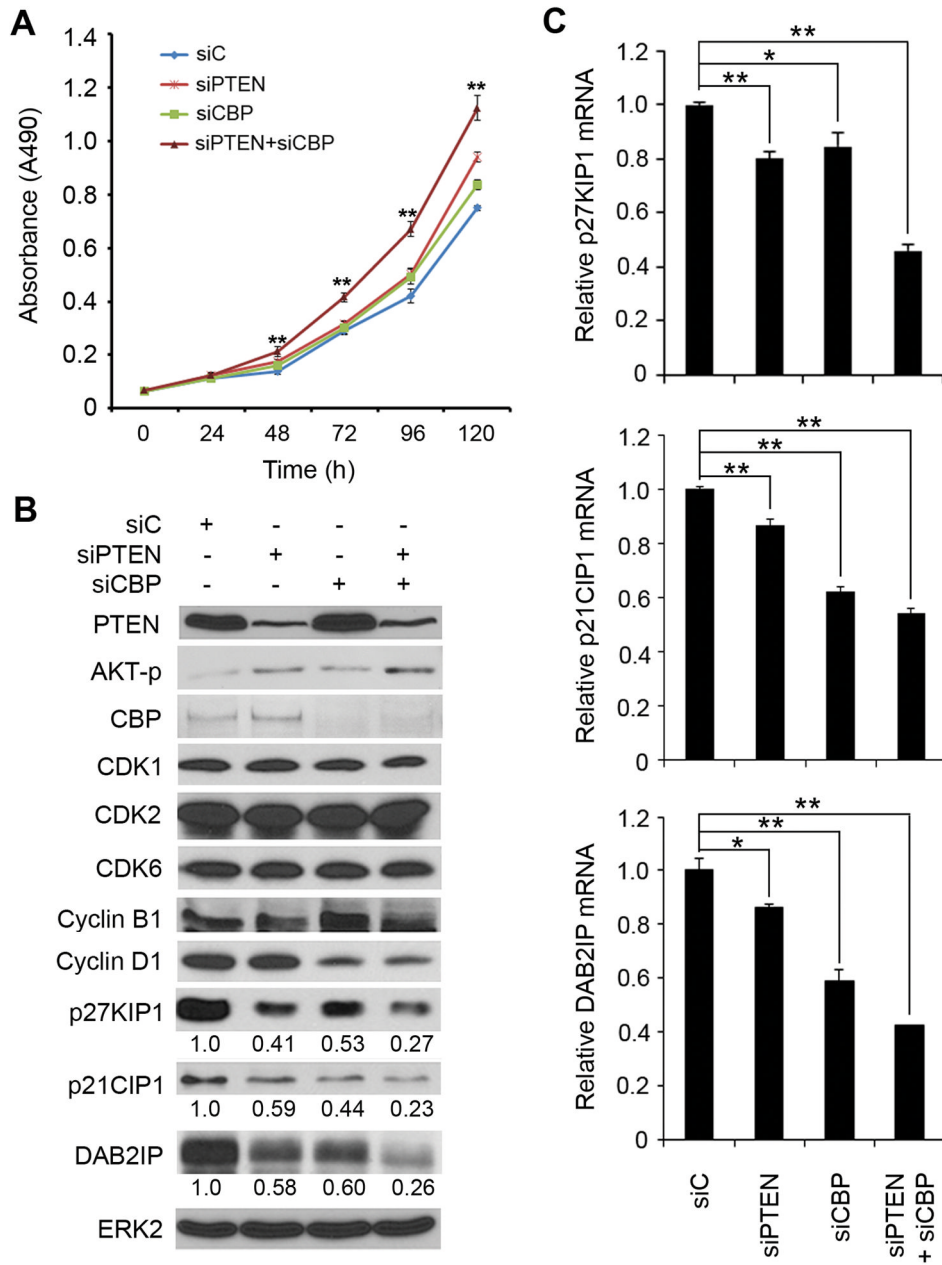 A
1.4
1.2
1.0
0.8
0.6
0.4
0.2
0
Absorbance (A490)
siC
siPTEN
siCBP
siPTEN+siCBP
**
**
**
**
**
0 24 48 72 96 120
Time (h)
B
siC + - - -
siPTEN - + - +
siCBP - - + +
PTEN
AKT-p
CBP
CDK1
CDK2
CDK6
Cyclin B1
Cyclin D1
p27KIP1
1.0 0.41 0.53 0.27
p21CIP1
1.0 0.59 0.44 0.23
DAB2IP
1.0 0.58 0.60 0.26
ERK2
C
Relative p27KIP1 mRNA
1.2
1.0
0.8
0.6
0.4
0.2
0
**
*
**
Relative p21CIP1 mRNA
1.2
1.0
0.8
0.6
0.4
0.2
0
**
**
**
Relative DAB2IP mRNA
1.2
1.0
0.8
0.6
0.4
0.2
0
**
**
*
siC
siPTEN
siCBP
siPTEN
+ siCBP